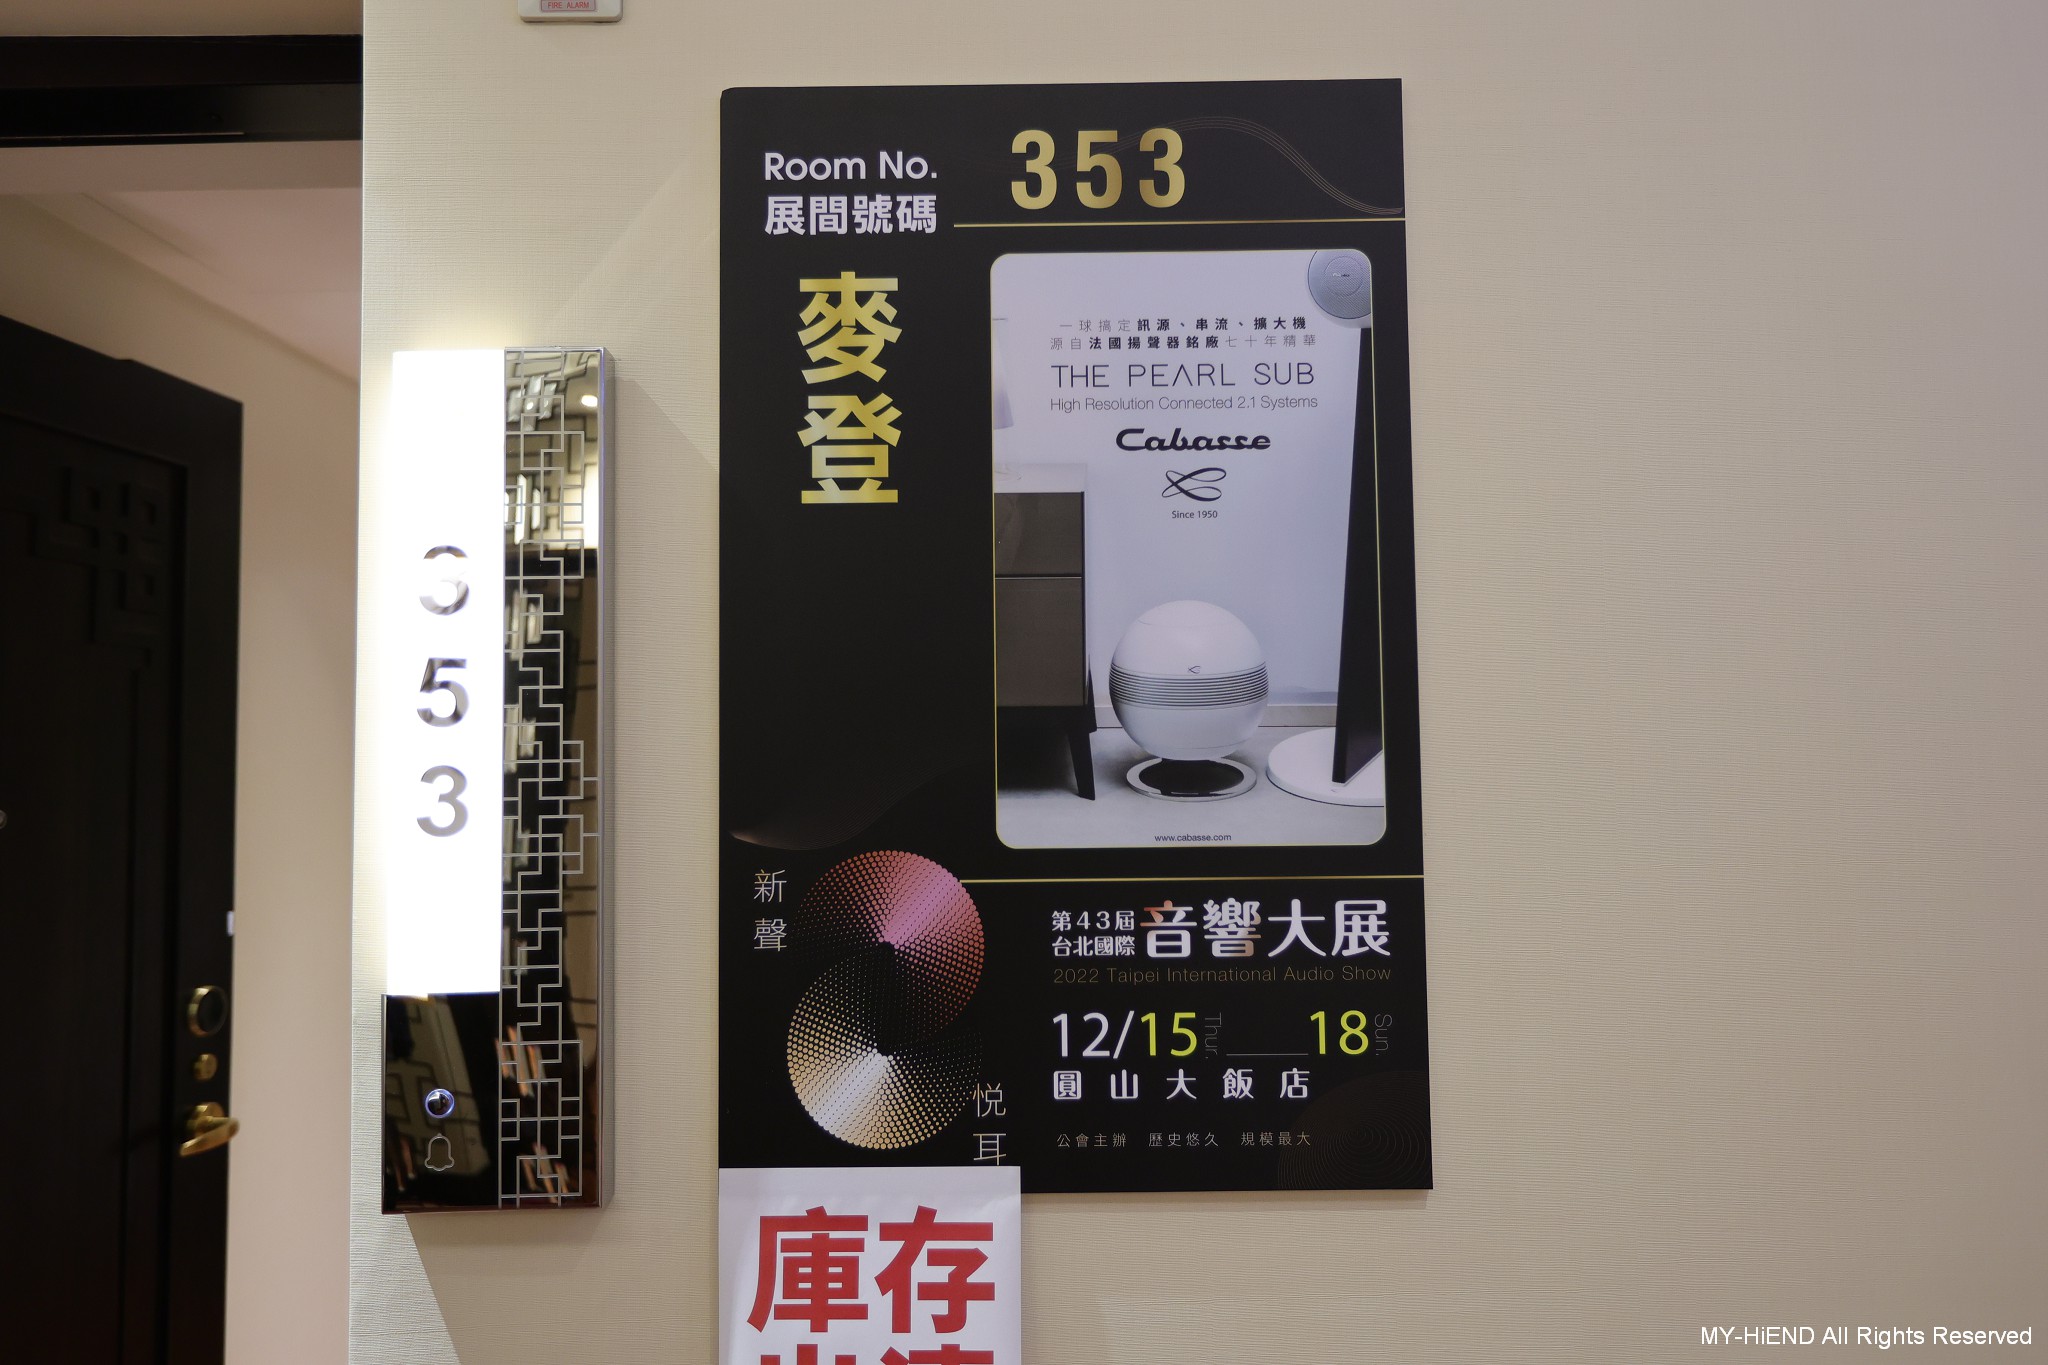 FIRE ALARM
353
Room No.
展間號碼
353
麥登
一球搞定訊源、串流、擴大機
源自法國揚聲器銘廠七十年精華
THE PEARL SUB
High Resolution Connected 2.1 Systems
Cabasse
Since 1950
www.cabasse.com
新聲
悅耳
第43屆
台北國際
音響大展
2022 Taipei International Audio Show
12/15 Thur. 18 Sun.
圓山大飯店
公會主辦 歷史悠久 規模最大
庫存
MY-HiEND All Rights Reserved